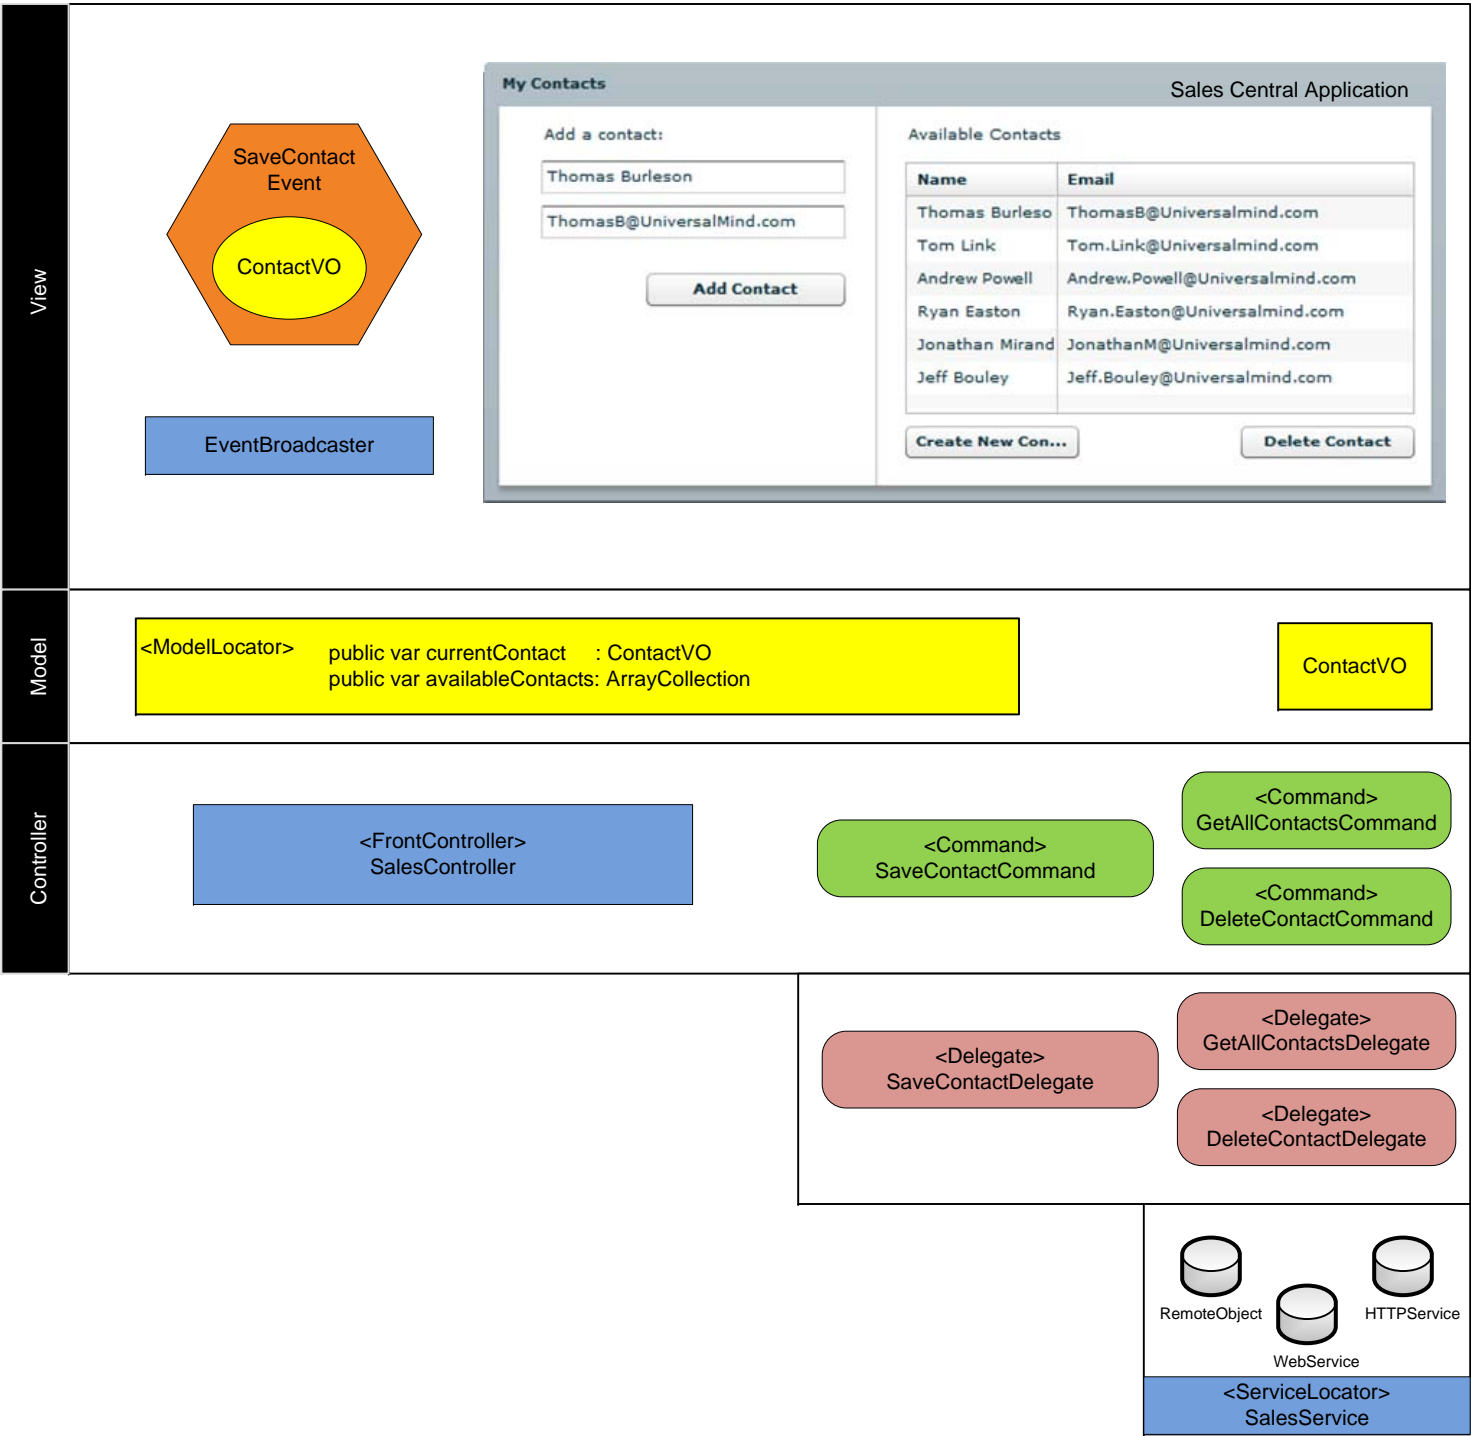 View
SaveContact
Event
ContactVO
EventBroadcaster
My Contacts
Sales Central Application
Add a contact:
Thomas Burleson
ThomasB@UniversalMind.com
Add Contact
Available Contacts
Name Email
Thomas Burleso ThomasB@Universalmind.com
Tom Link Tom.Link@Universalmind.com
Andrew Powell Andrew.Powell@Universalmind.com
Ryan Easton Ryan.Easton@Universalmind.com
Jonathan Mirand JonathanM@Universalmind.com
Jeff Bouley Jeff.Bouley@Universalmind.com
Create New Con... Delete Contact
Model
<ModelLocator>
public var currentContact : ContactVO
public var availableContacts: ArrayCollection
ContactVO
Controller
<FrontController>
SalesController
<Command>
SaveContactCommand
<Command>
GetAllContactsCommand
<Command>
DeleteContactCommand
<Delegate>
SaveContactDelegate
<Delegate>
GetAllContactsDelegate
<Delegate>
DeleteContactDelegate
RemoteObject
WebService
HTTPService
<ServiceLocator>
SalesService